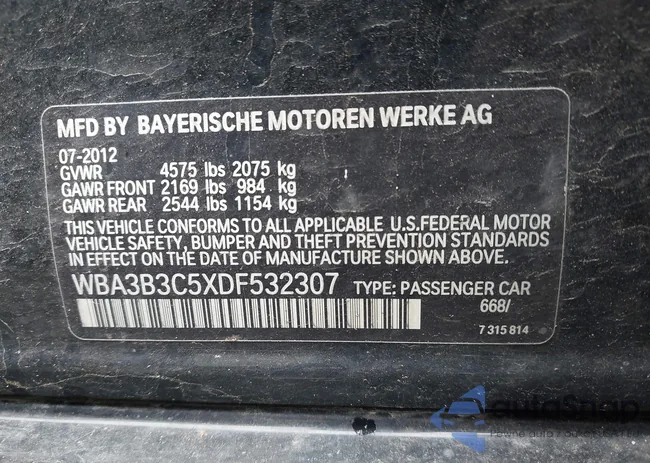 MFD BY BAYERISCHE MOTOREN WERKE AG
07-2012
GVWR 4575 lbs 2075 kg
GAWR FRONT 2169 lbs 984 kg
GAWR REAR 2544 lbs 1154 kg
THIS VEHICLE CONFORMS TO ALL APPLICABLE U.S.FEDERAL MOTOR
VEHICLE SAFETY, BUMPER AND THEFT PREVENTION STANDARDS
IN EFFECT ON THE DATE OF MANUFACTURE SHOWN ABOVE.
WBA3B3C5XDF532307 TYPE: PASSENGER CAR
668/
7 315 814